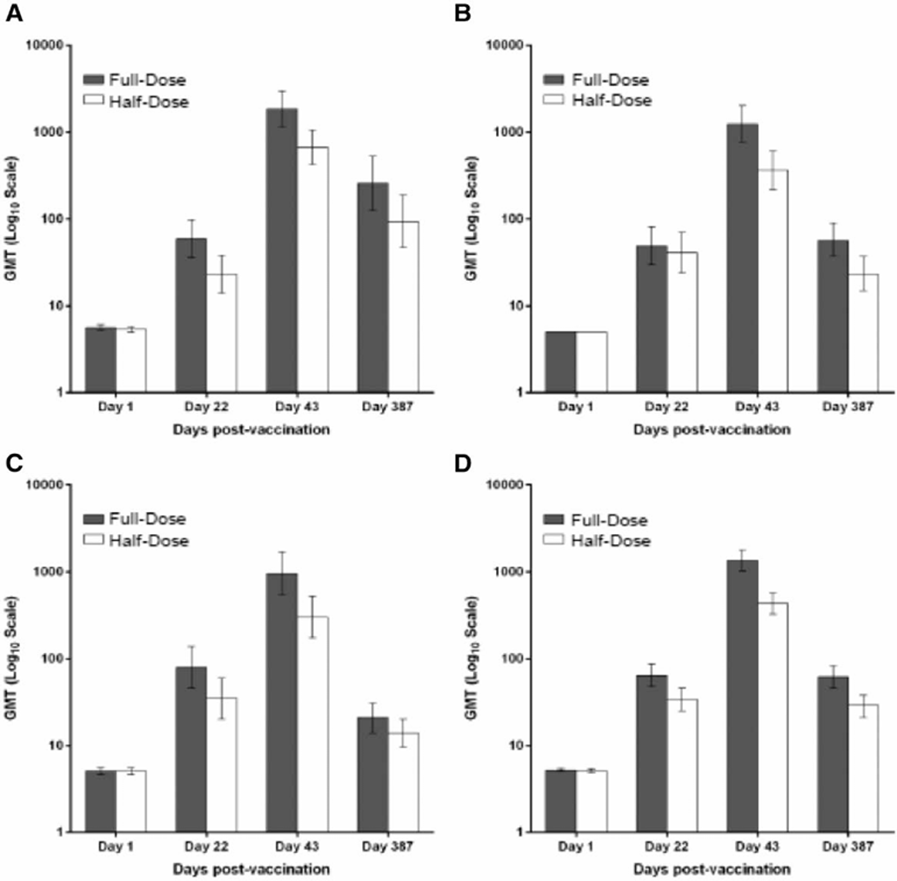 A
10000
1000
100
10
1
GMT (Log10 Scale)
Full-Dose
Half-Dose
Day 1 Day 22 Day 43 Day 387
Days post-vaccination
B
10000
1000
100
10
1
GMT (Log10 Scale)
Full-Dose
Half-Dose
Day 1 Day 22 Day 43 Day 387
Days post-vaccination
C
10000
1000
100
10
1
GMT (Log10 Scale)
Full-Dose
Half-Dose
Day 1 Day 22 Day 43 Day 387
Days post-vaccination
D
10000
1000
100
10
1
GMT (Log10 Scale)
Full-Dose
Half-Dose
Day 1 Day 22 Day 43 Day 387
Days post-vaccination